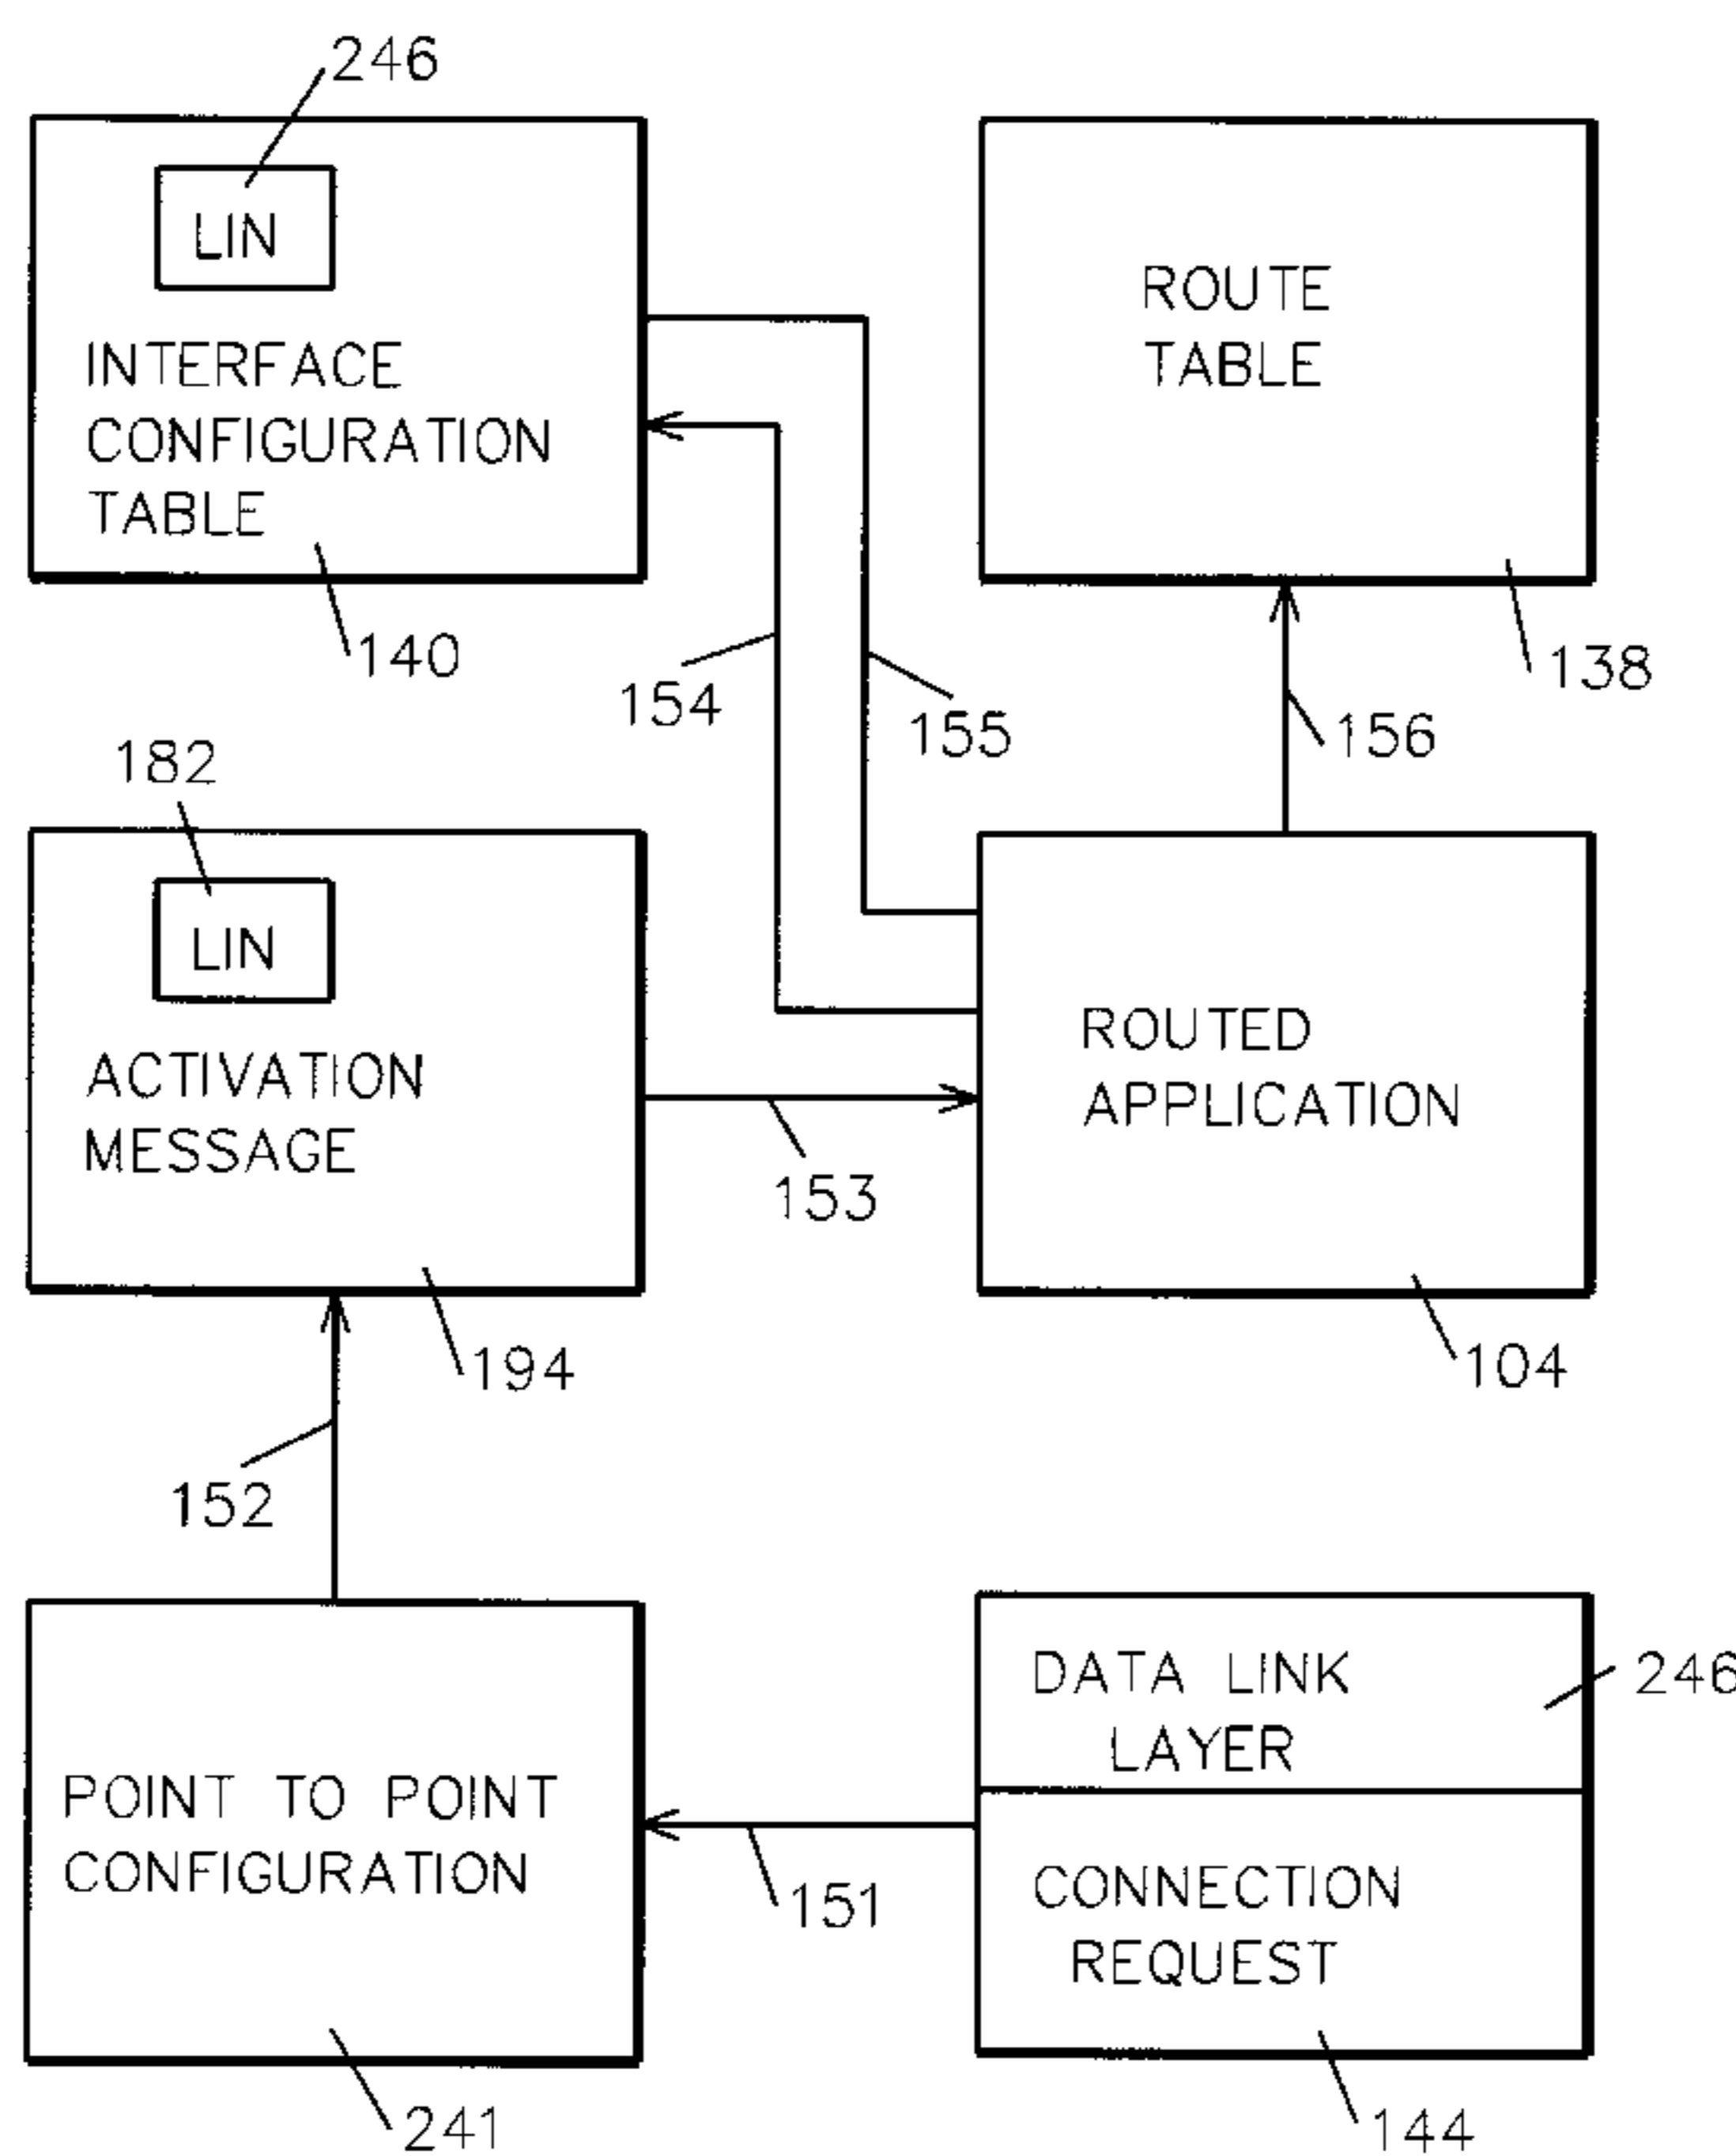 246
LIN
INTERFACE
CONFIGURATION
TABLE
140
ROUTE
TABLE
138
154
155
156
182
LIN
ACTIVATION
MESSAGE
194
153
ROUTED
APPLICATION
104
152
POINT TO POINT
CONFIGURATION
241
151
DATA LINK
LAYER
246
CONNECTION
REQUEST
144